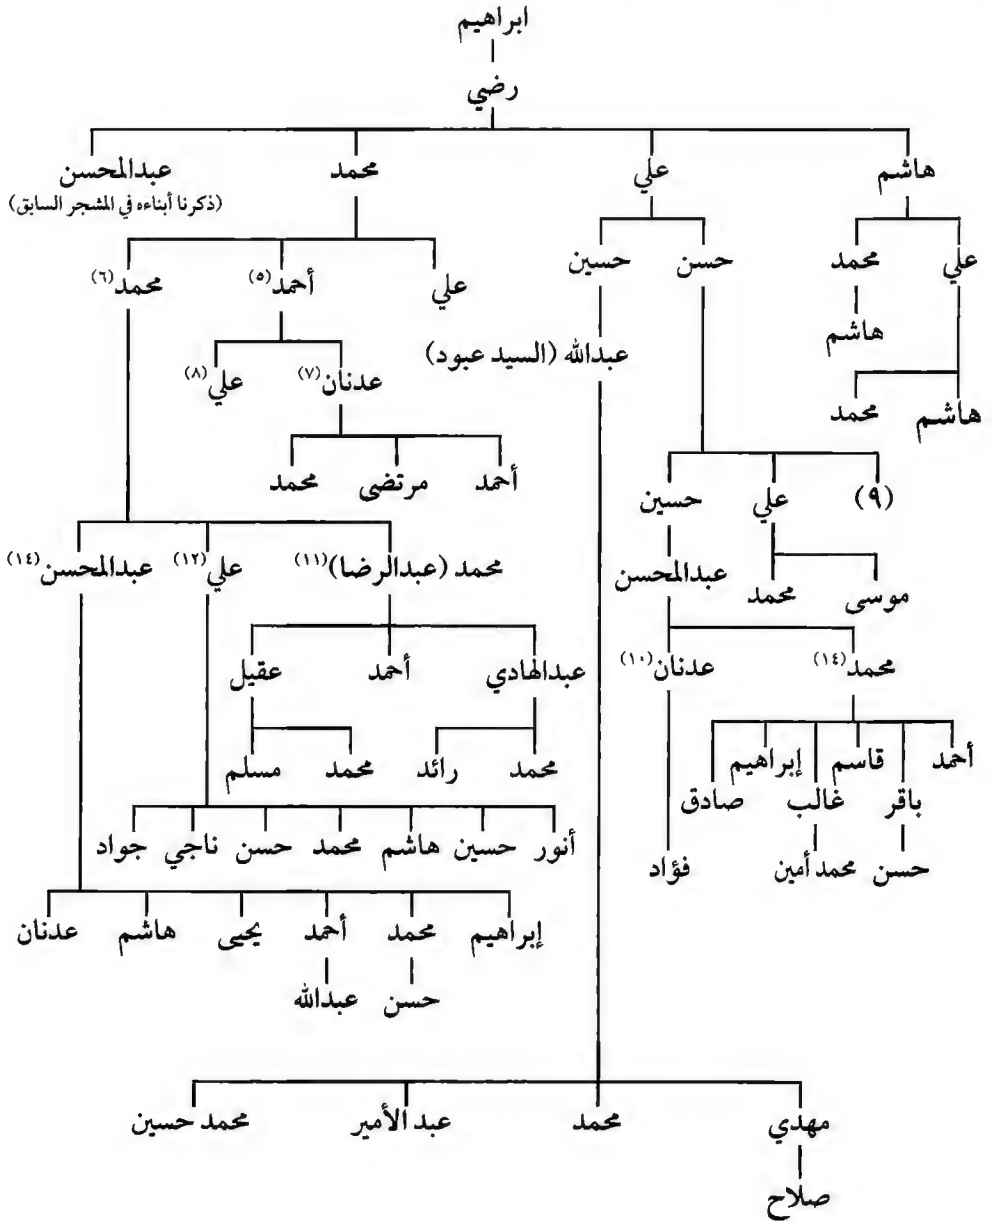 ابراهيم
رضي
هاشم علي محمد عبدالمحسن
(ذكرنا أبناءه في المشجر السابق)
علي محمد حسن حسين علي أحمد (٥) محمد (٦)
هاشم عبدالله (السيد عبود) عدنان (٧) علي (٨)
هاشم محمد
أحمد مرتضى محمد
(٩) علي حسين
محمد (عبدالرضا) (١١) علي (١٢) عبدالمحسن (١٤)
موسى محمد عبدالمحسن
محمد (١٤) عدنان (١٠) عبدالهادي أحمد عقيل
أحمد قاسم إبراهيم محمد رائد محمد مسلم
باقر غالب صادق
أنور حسين هاشم محمد حسن ناجي جواد
حسن محمد أمين فؤاد
إبراهيم محمد أحمد يحيى هاشم عدنان
حسن عبدالله
مهدي محمد عبد الأمير محمد حسين
صلاح